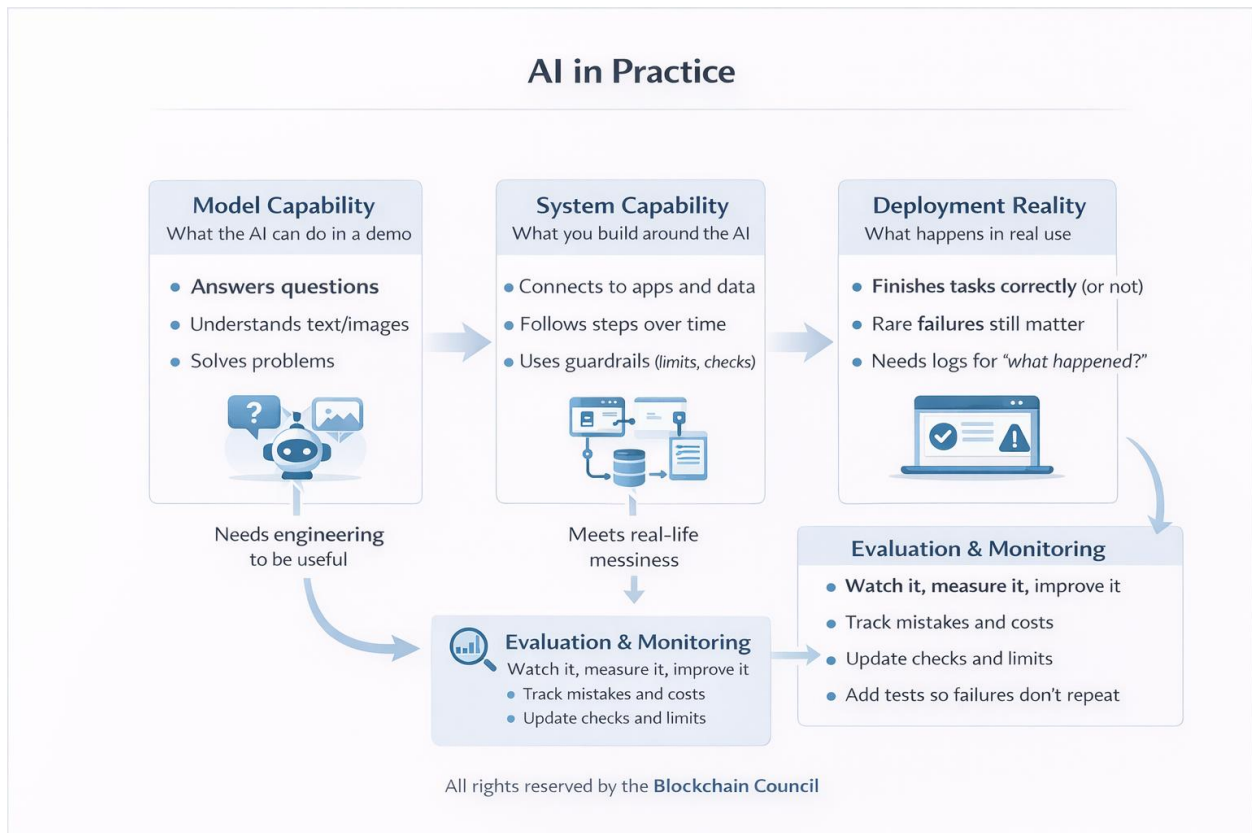 AI in Practice
Model Capability
What the AI can do in a demo
Answers questions
Understands text/images
Solves problems
?
Needs engineering
to be useful
System Capability
What you build around the AI
Connects to apps and data
Follows steps over time
Uses guardrails (limits, checks)
Meets real-life
messiness
Deployment Reality
What happens in real use
Finishes tasks correctly (or not)
Rare failures still matter
Needs logs for “what happened?”
Evaluation & Monitoring
Watch it, measure it, improve it
Track mistakes and costs
Update checks and limits
Evaluation & Monitoring
Watch it, measure it, improve it
Track mistakes and costs
Update checks and limits
Add tests so failures don’t repeat
All rights reserved by the Blockchain Council